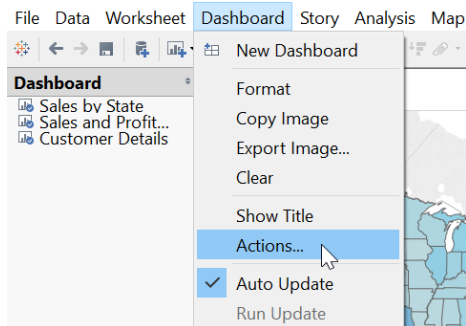 File Data Worksheet Dashboard Story Analysis Map
New Dashboard
Dashboard
Format
Sales by State
Sales and Profit...
Copy Image
Customer Details
Export Image...
Clear
Show Title
Actions...
Auto Update
Run Update